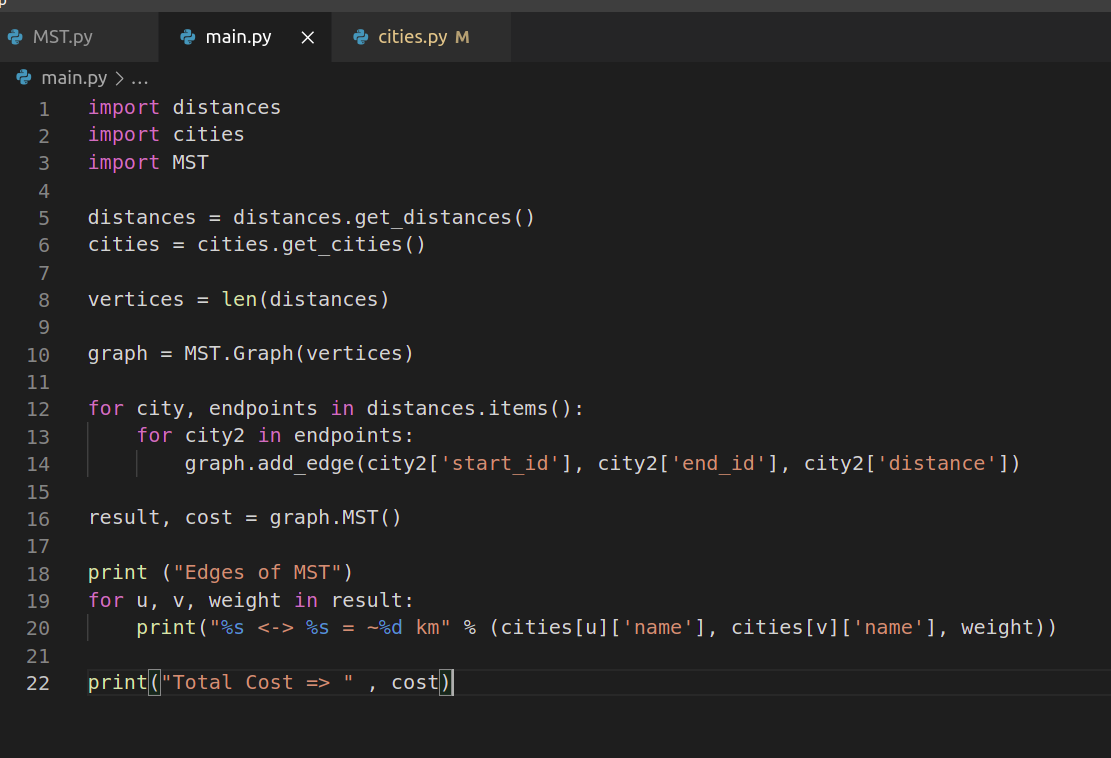 MST.py
main.py
cities.py M
main.py > ...
1 import distances
2 import cities
3 import MST
4
5 distances = distances.get_distances()
6 cities = cities.get_cities()
7
8 vertices = len(distances)
9
10 graph = MST.Graph(vertices)
11
12 for city, endpoints in distances.items():
13     for city2 in endpoints:
14         graph.add_edge(city2['start_id'], city2['end_id'], city2['distance'])
15
16 result, cost = graph.MST()
17
18 print ("Edges of MST")
19 for u, v, weight in result:
20     print("%s <-> %s = ~%d km" % (cities[u]['name'], cities[v]['name'], weight))
21
22 print("Total Cost => " , cost)